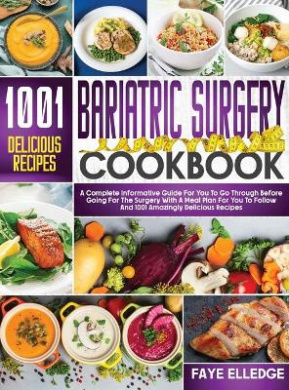 1001
DELICIOUS
RECIPES
BARIATRIC SURGERY
COOKBOOK
A Complete Informative Guide For You To Go Through Before
Going For The Surgery With A Meal Plan For You To Follow
And 1001 Amazingly Delicious Recipes
FAYE ELLEDGE